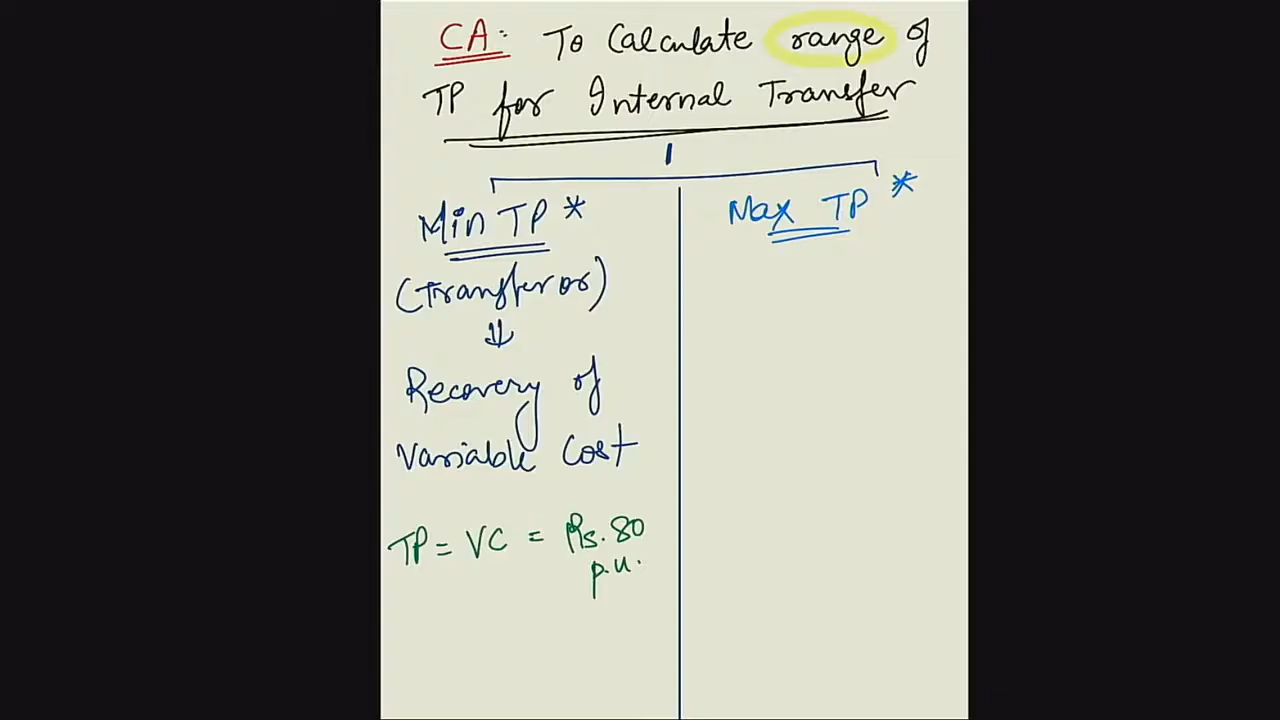 CA: To Calculate range of
TP for Internal Transfer
Min TP *
(Transferor)
⇓
Recovery of
Variable Cost
TP = VC = Rs. 80
p.u.
Max TP *